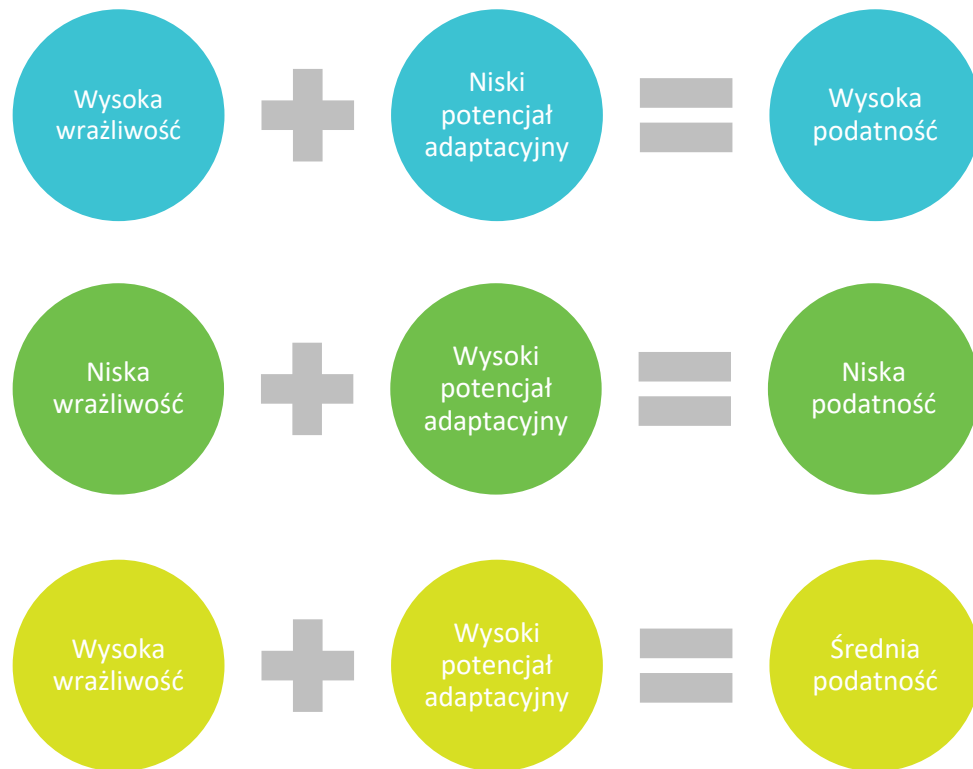 Wysoka
wrażliwość
Niski
potencjał
adaptacyjny
Wysoka
podatność
Niska
wrażliwość
Wysoki
potencjał
adaptacyjny
Niska
podatność
Wysoka
wrażliwość
Wysoki
potencjał
adaptacyjny
Średnia
podatność